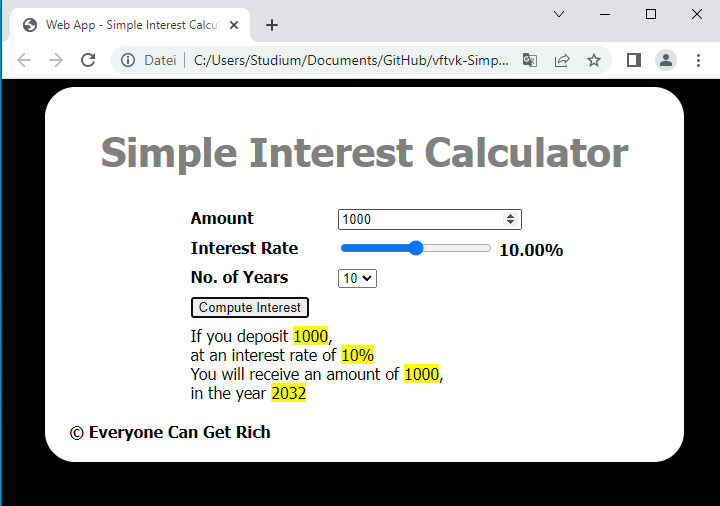 Web App - Simple Interest Calcul
Datei C:/Users/Studium/Documents/GitHub/vftvk-Simp...
Simple Interest Calculator
Amount 1000
Interest Rate 10.00%
No. of Years 10
Compute Interest
If you deposit 1000,
at an interest rate of 10%
You will receive an amount of 1000,
in the year 2032
© Everyone Can Get Rich